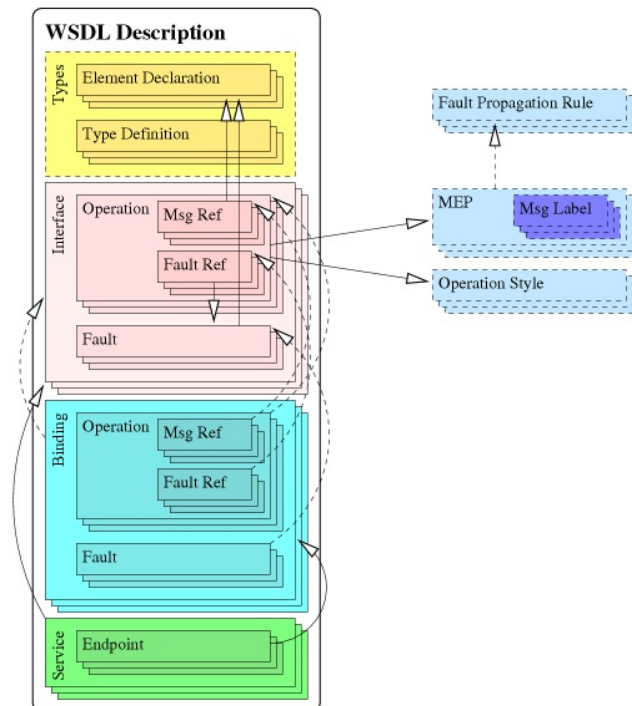 WSDL Description
Types
Element Declaration
Type Definition
Fault Propagation Rule
Interface
Operation
Msg Ref
Fault Ref
Fault
MEP
Msg Label
Operation Style
Binding
Operation
Msg Ref
Fault Ref
Fault
Service
Endpoint